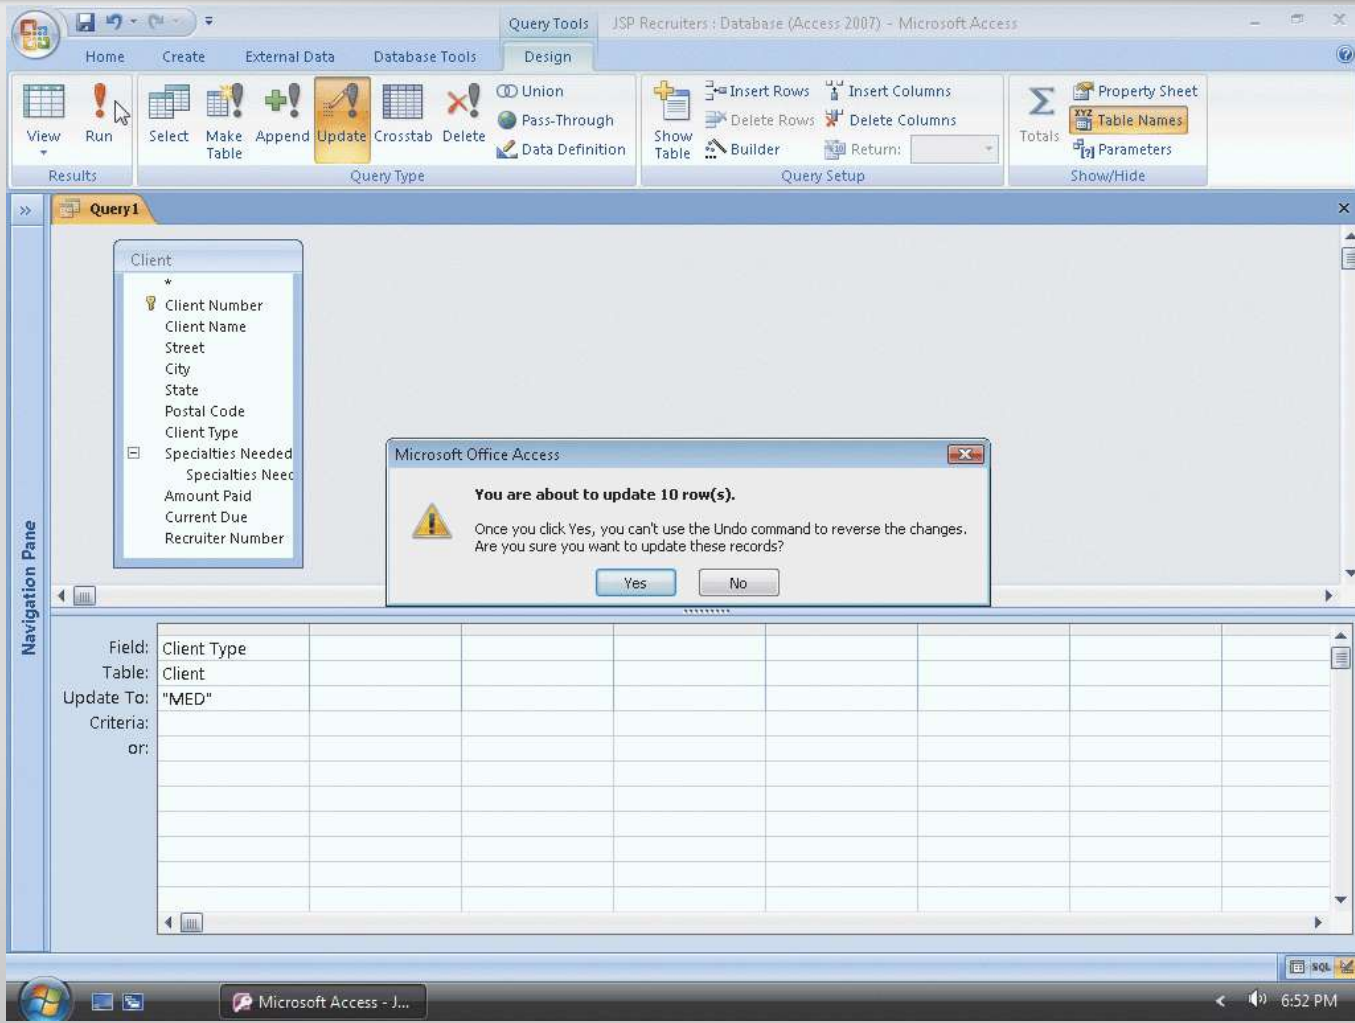 Query Tools
JSP Recruiters : Database (Access 2007) - Microsoft Access
Home
Create
External Data
Database Tools
Design
View
Run
Results
Select
Make Table
Append
Update
Crosstab
Delete
Union
Pass-Through
Data Definition
Query Type
Show Table
Insert Rows
Delete Rows
Builder
Insert Columns
Delete Columns
Return:
Query Setup
Totals
Property Sheet
XYZ
Table Names
Parameters
Show/Hide
Query1
Navigation Pane
Client
*
Client Number
Client Name
Street
City
State
Postal Code
Client Type
Specialties Needed
Specialties Need
Amount Paid
Current Due
Recruiter Number
Microsoft Office Access
You are about to update 10 row(s).
Once you click Yes, you can't use the Undo command to reverse the changes.
Are you sure you want to update these records?
Yes
No
Field: Client Type
Table: Client
Update To: "MED"
Criteria:
or:
SQL
Microsoft Access - J...
6:52 PM